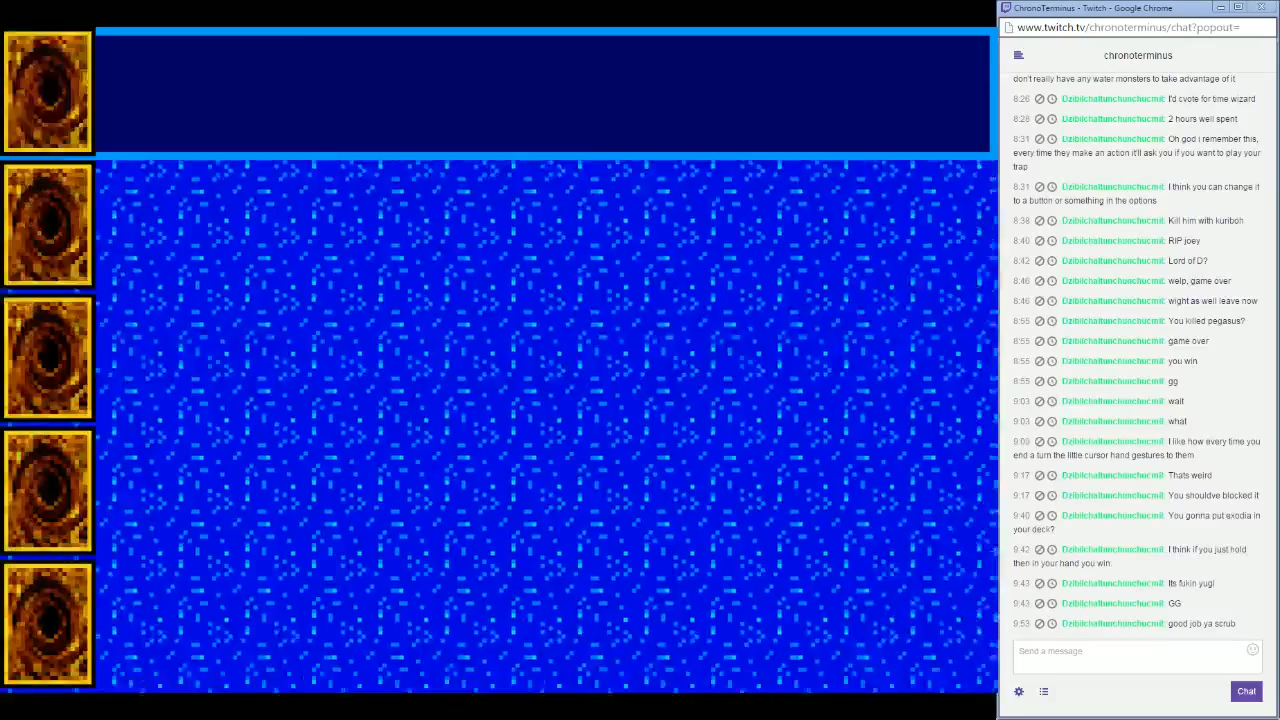 ChronoTerminus - Twitch - Google Chrome
www.twitch.tv/chronoterminus/chat?popout=
chronoterminus
don't really have any water monsters to take advantage of it
8:26 Dzibilchaltunchunchucmil: I'd cvote for time wizard
8:28 Dzibilchaltunchunchucmil: 2 hours well spent
8:31 Dzibilchaltunchunchucmil: Oh god i remember this,
every time they make an action it'll ask you if you want to play your
trap
8:31 Dzibilchaltunchunchucmil: I think you can change it
to a button or something in the options
8:38 Dzibilchaltunchunchucmil: Kill him with kuriboh
8:40 Dzibilchaltunchunchucmil: RIP joey
8:42 Dzibilchaltunchunchucmil: Lord of D?
8:46 Dzibilchaltunchunchucmil: welp, game over
8:46 Dzibilchaltunchunchucmil: wight as well leave now
8:55 Dzibilchaltunchunchucmil: You killed pegasus?
8:55 Dzibilchaltunchunchucmil: game over
8:55 Dzibilchaltunchunchucmil: you win
8:55 Dzibilchaltunchunchucmil: gg
9:03 Dzibilchaltunchunchucmil: wait
9:03 Dzibilchaltunchunchucmil: what
9:09 Dzibilchaltunchunchucmil: I like how every time you
end a turn the little cursor hand gestures to them
9:17 Dzibilchaltunchunchucmil: Thats weird
9:17 Dzibilchaltunchunchucmil: You shouldve blocked it
9:40 Dzibilchaltunchunchucmil: You gonna put exodia in
your deck?
9:42 Dzibilchaltunchunchucmil: I think if you just hold
then in your hand you win.
9:43 Dzibilchaltunchunchucmil: Its fukin yugi
9:43 Dzibilchaltunchunchucmil: GG
9:53 Dzibilchaltunchunchucmil: good job ya scrub
Send a message
Chat